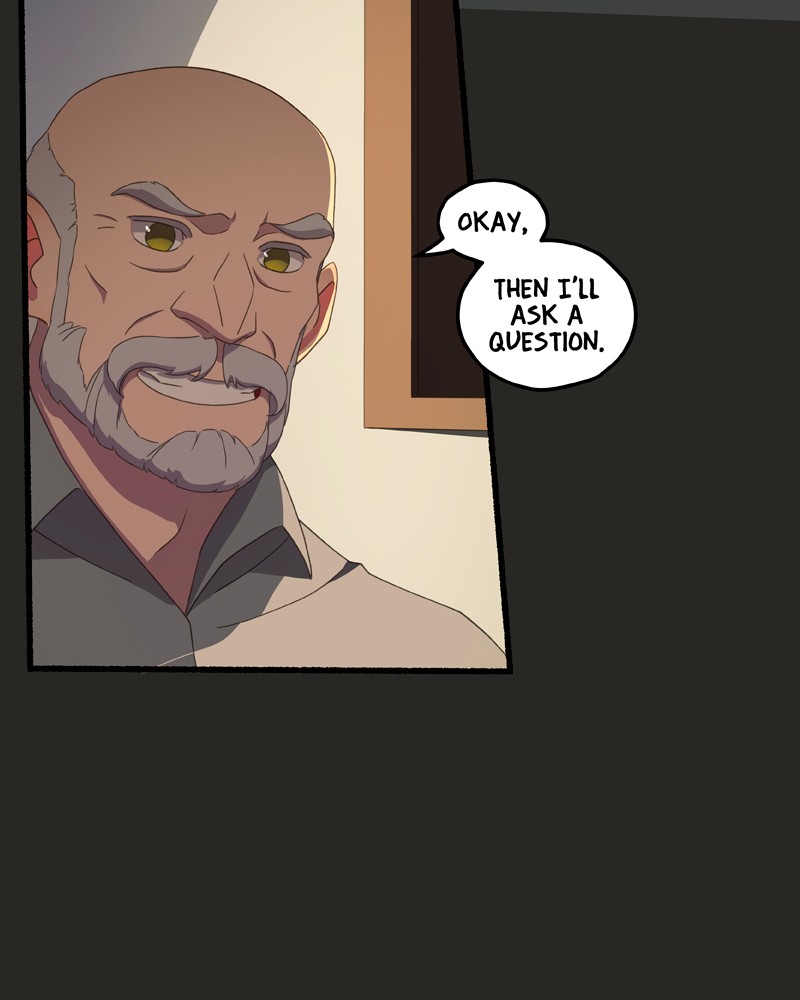 OKAY,
THEN I'LL
ASK A
QUESTION.